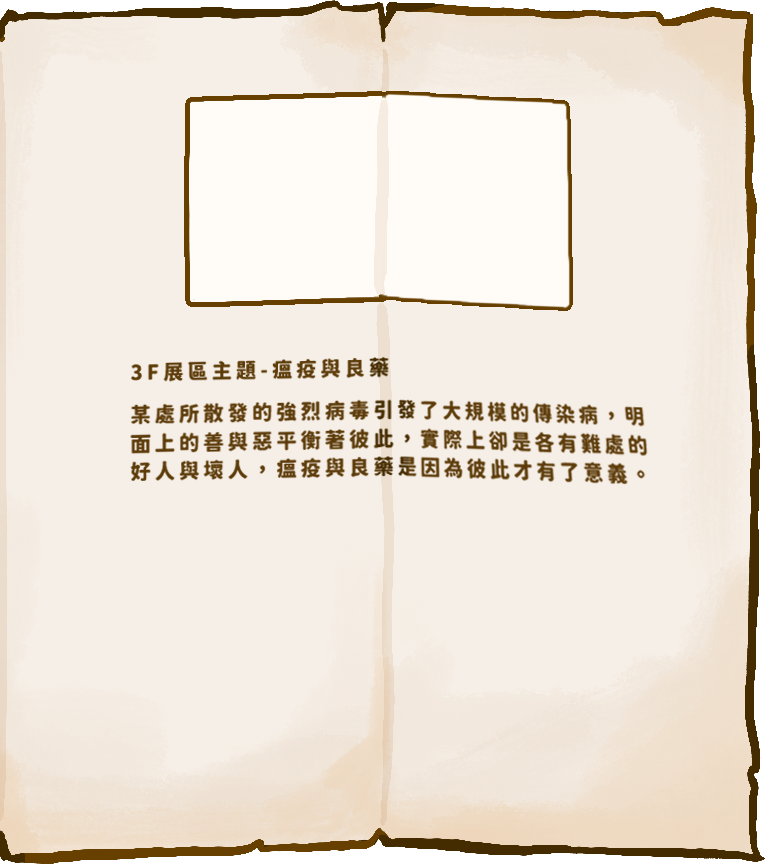 3F展區主題-瘟疫與良藥
某處所散發的強烈病毒引發了大規模的傳染病，明
面上的善與惡平衡著彼此，實際上卻是各有難處的
好人與壞人，瘟疫與良藥是因為彼此才有了意義。